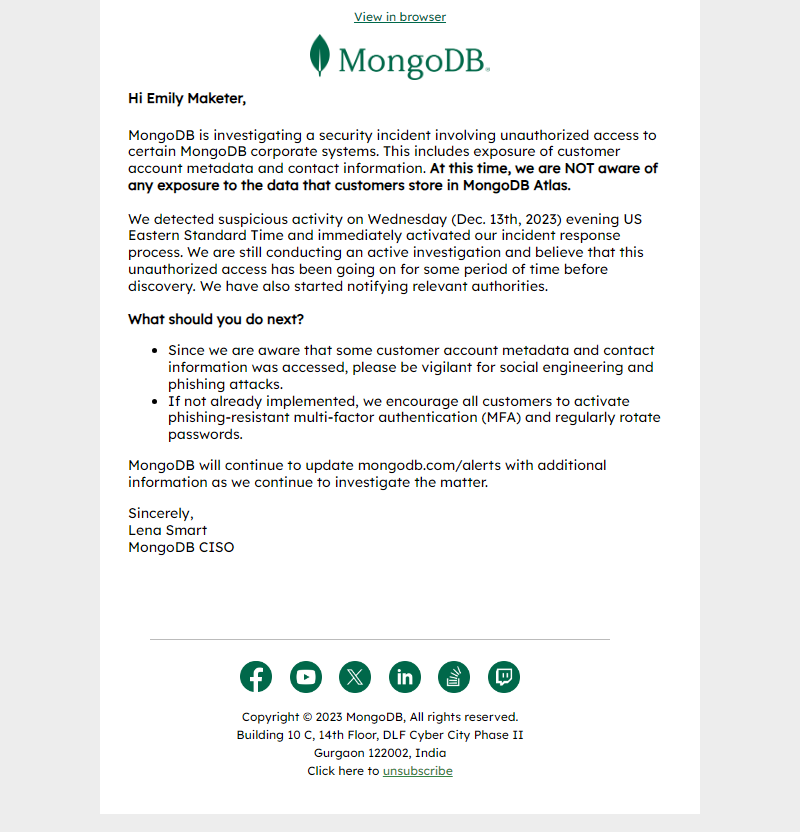 View in browser
MongoDB.
Hi Emily Maketer,
MongoDB is investigating a security incident involving unauthorized access to
certain MongoDB corporate systems. This includes exposure of customer
account metadata and contact information. At this time, we are NOT aware of
any exposure to the data that customers store in MongoDB Atlas.
We detected suspicious activity on Wednesday (Dec. 13th, 2023) evening US
Eastern Standard Time and immediately activated our incident response
process. We are still conducting an active investigation and believe that this
unauthorized access has been going on for some period of time before
discovery. We have also started notifying relevant authorities.
What should you do next?
• Since we are aware that some customer account metadata and contact
information was accessed, please be vigilant for social engineering and
phishing attacks.
• If not already implemented, we encourage all customers to activate
phishing-resistant multi-factor authentication (MFA) and regularly rotate
passwords.
MongoDB will continue to update mongodb.com/alerts with additional
information as we continue to investigate the matter.
Sincerely,
Lena Smart
MongoDB CISO
Copyright © 2023 MongoDB, All rights reserved.
Building 10 C, 14th Floor, DLF Cyber City Phase II
Gurgaon 122002, India
Click here to unsubscribe